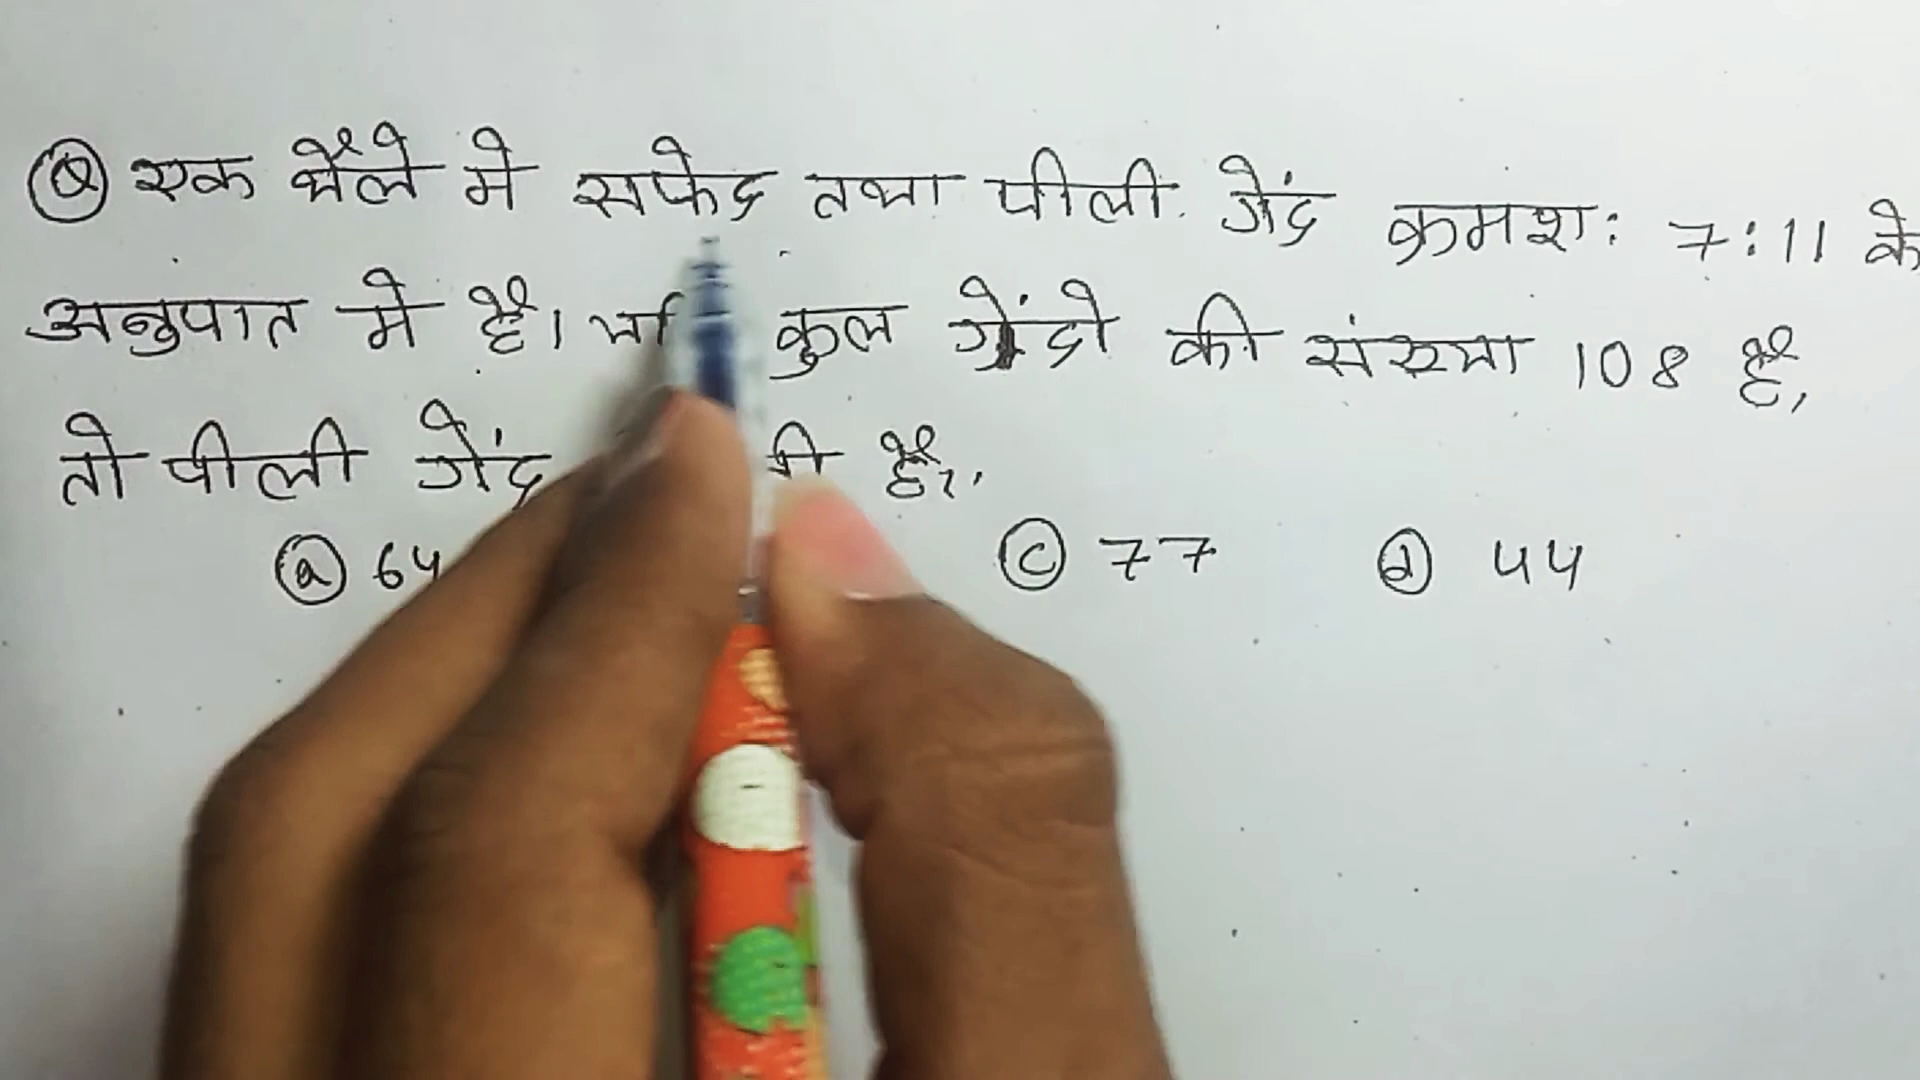 Q एक थैले मे सफेद तथा पीली गेंद क्रमश: 7:11 के
अनुपात मे है। कुल गेंदो की संख्या 108 है,
तो पीली गेंद है,
a 64 c 77 d 44